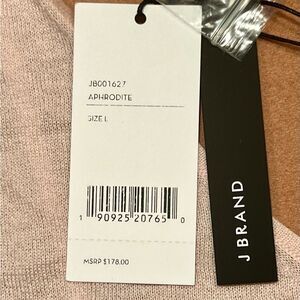 JB001627
APHRODITE
SIZE L
1 90925 20765 0
MSRP $178.00
J BRAND